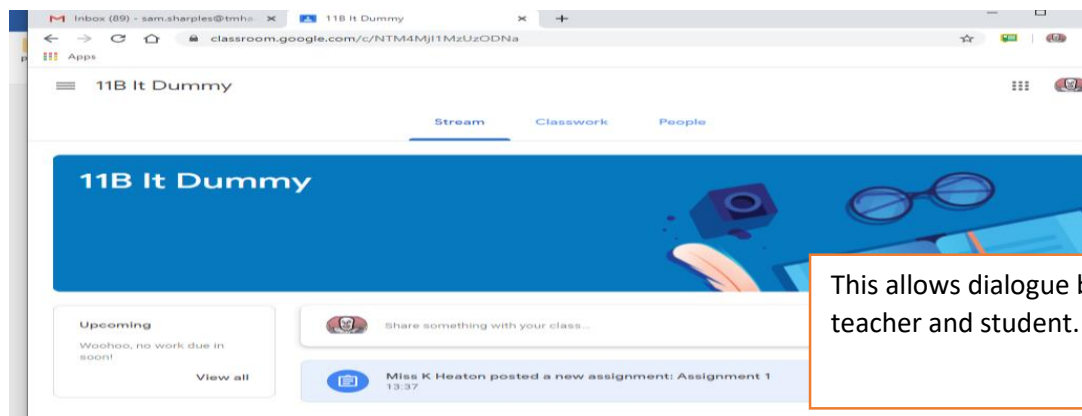 Inbox (89) - sam.sharples@tmha
11B It Dummy
classroom.google.com/c/NTM4MjI1MzUzODNa
Apps
11B It Dummy
Stream Classwork People
11B It Dummy
This allows dialogue b
teacher and student.
Upcoming
Woohoo, no work due in
soon!
View all
Share something with your class...
Miss K Heaton posted a new assignment: Assignment 1
13:37